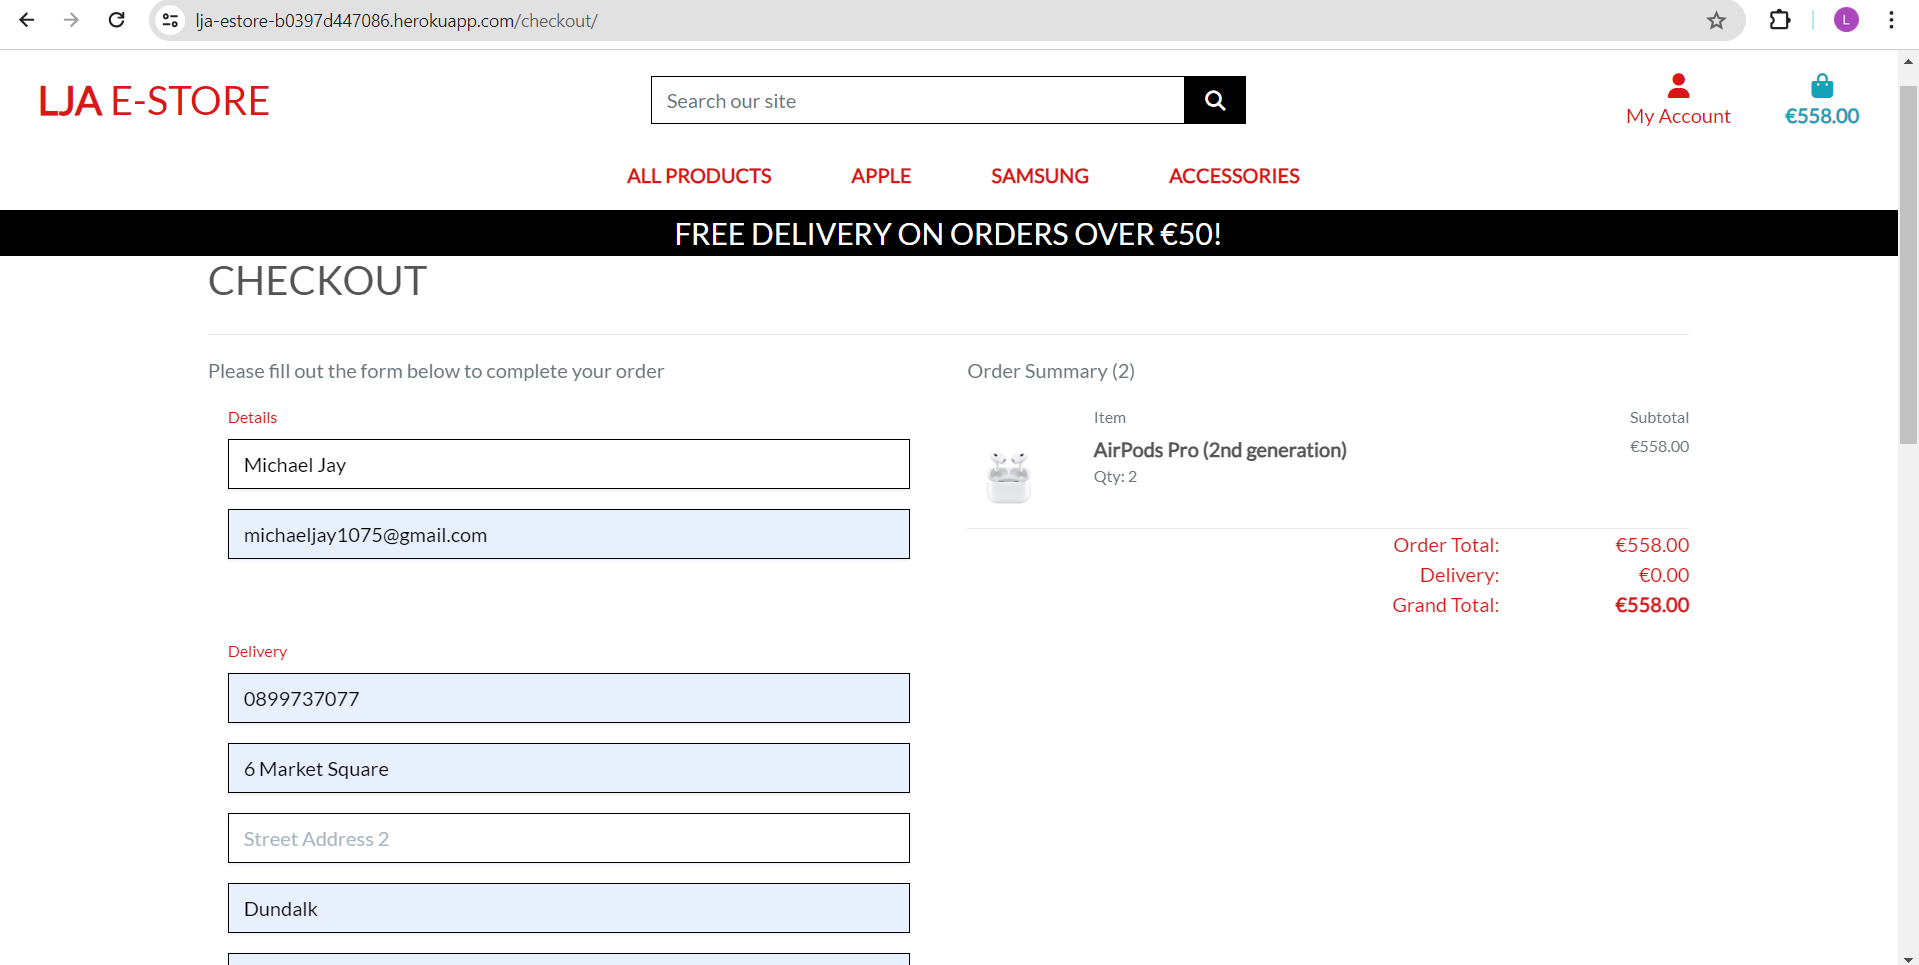 lja-estore-b0397d447086.herokuapp.com/checkout/
L
LJA E-STORE
Search our site
My Account
€558.00
ALL PRODUCTS
APPLE
SAMSUNG
ACCESSORIES
FREE DELIVERY ON ORDERS OVER €50!
CHECKOUT
Please fill out the form below to complete your order
Details
Michael Jay
michaeljay1075@gmail.com
Delivery
0899737077
6 Market Square
Street Address 2
Dundalk
Order Summary (2)
Item
Subtotal
AirPods Pro (2nd generation)
€558.00
Qty: 2
Order Total: €558.00
Delivery: €0.00
Grand Total: €558.00